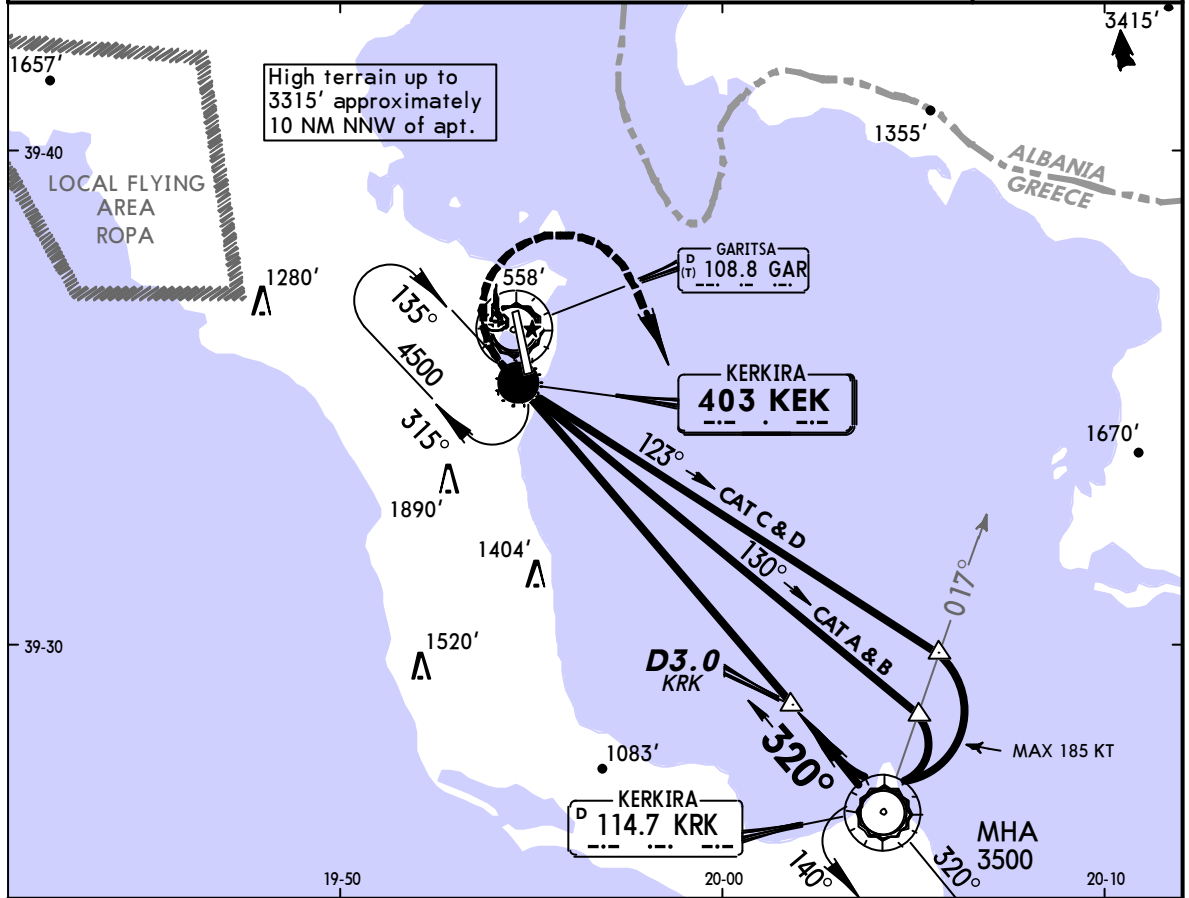 3415'
1657'
High terrain up to
3315' approximately
10 NM NNW of apt.
1355'
39-40
ALBANIA
GREECE
LOCAL FLYING
AREA
ROPA
GARITSA
D
(T) 108.8 GAR
1280'
558'
135°
4500
315°
KERKIRA
403 KEK
1670'
123°
CAT C & D
1890'
1404'
130°
CAT A & B
017°
39-30
1520'
D3.0
KRK
320°
MAX 185 KT
1083'
KERKIRA
D 114.7 KRK
MHA
3500
140°
320°
19-50
20-00
20-10